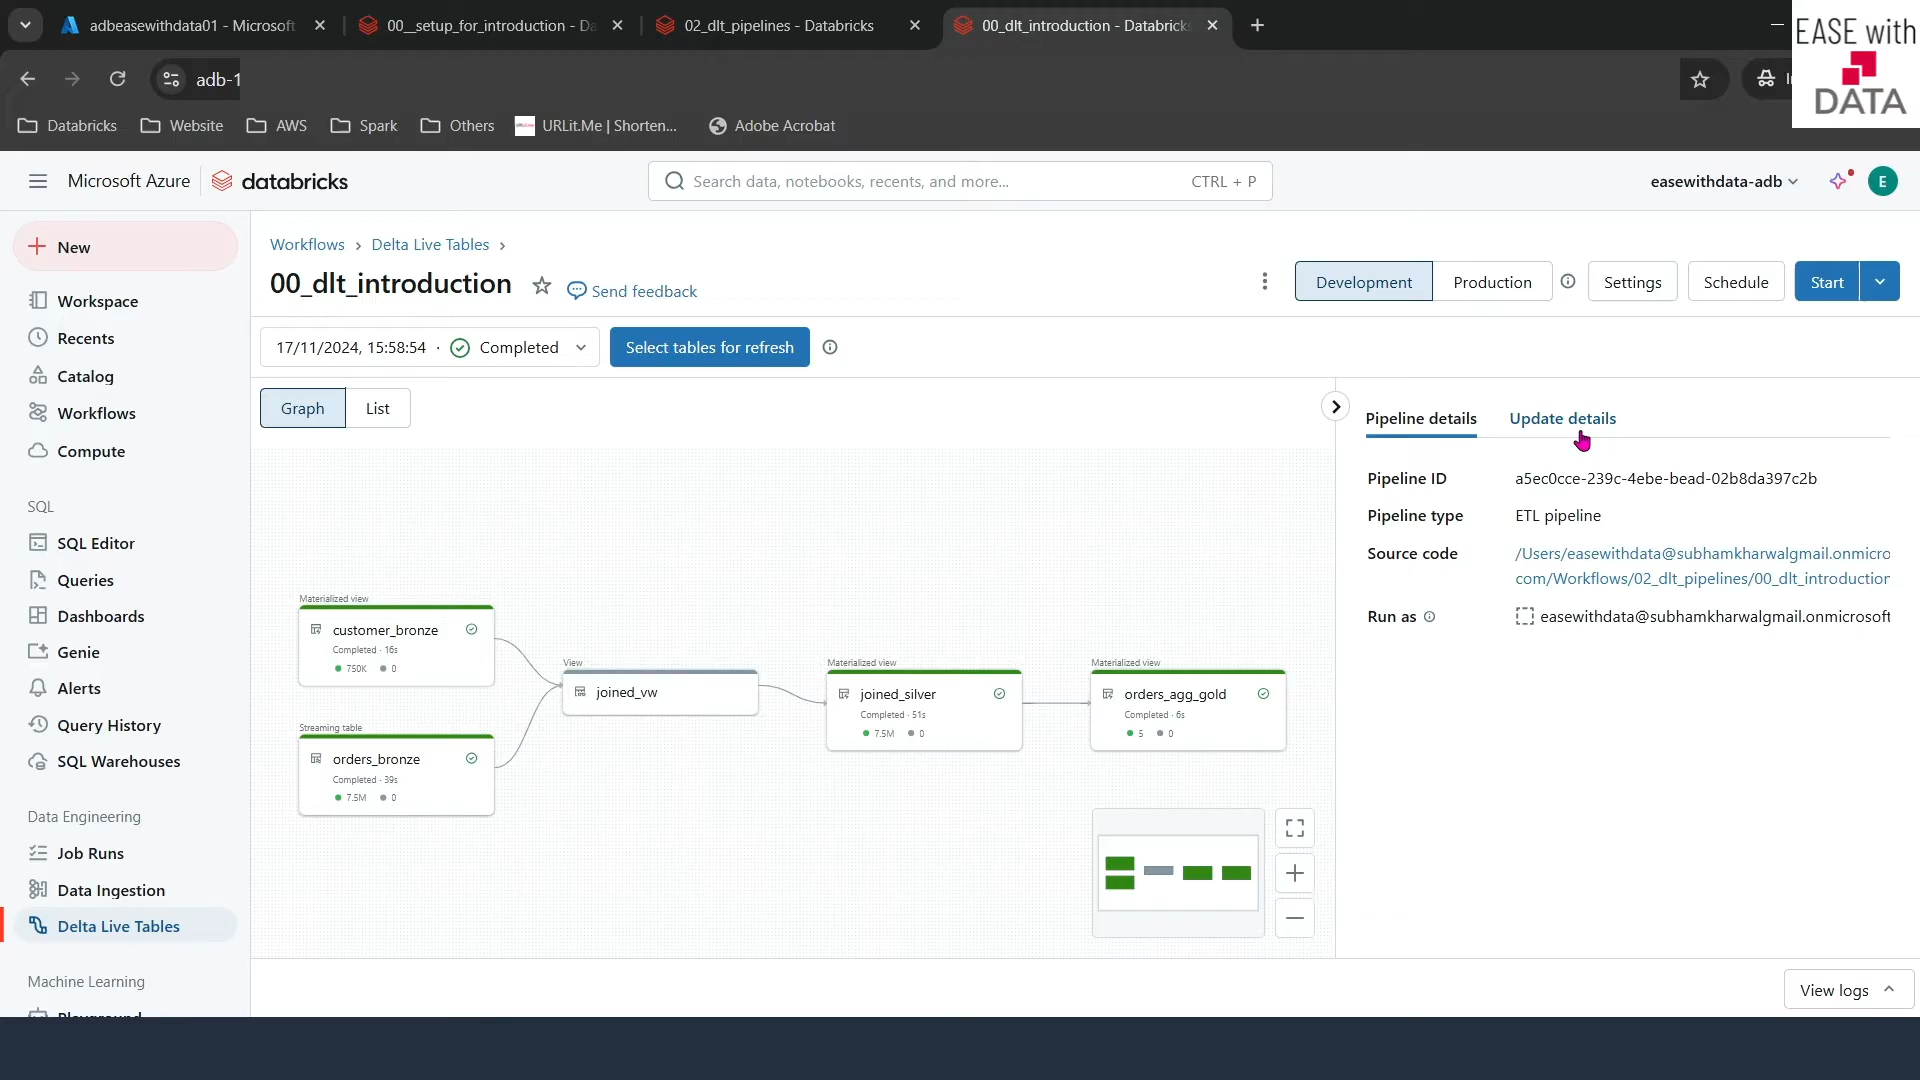 adbeasewithdata01 - Microsoft
00__setup_for_introduction - Da
02_dlt_pipelines - Databricks
00_dlt_introduction - Databricks
EASE with
DATA
adb-1
Databricks
Website
AWS
Spark
Others
URLit.Me | Shorten...
Adobe Acrobat
Microsoft Azure
databricks
Search data, notebooks, recents, and more...
CTRL + P
easewithdata-adb
E
New
Workspace
Recents
Catalog
Workflows
Compute
SQL
SQL Editor
Queries
Dashboards
Genie
Alerts
Query History
SQL Warehouses
Data Engineering
Job Runs
Data Ingestion
Delta Live Tables
Machine Learning
Playground
Workflows › Delta Live Tables ›
00_dlt_introduction
Send feedback
Development
Production
Settings
Schedule
Start
17/11/2024, 15:58:54 · Completed
Select tables for refresh
Graph
List
Materialized view
customer_bronze
Completed · 16s
750K 0
Streaming table
orders_bronze
Completed · 39s
7.5M 0
View
joined_vw
Materialized view
joined_silver
Completed · 51s
7.5M 0
Materialized view
orders_agg_gold
Completed · 6s
5 0
Pipeline details
Update details
Pipeline ID
a5ec0cce-239c-4ebe-bead-02b8da397c2b
Pipeline type
ETL pipeline
Source code
/Users/easewithdata@subhamkharwalgmail.onmicro
com/Workflows/02_dlt_pipelines/00_dlt_introduction
Run as
easewithdata@subhamkharwalgmail.onmicrosoft
View logs